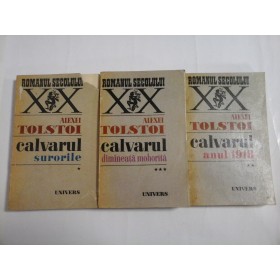 ROMANUL SECOLULUI
XX
ALEXEI
TOLSTOI
calvarul
surorile
*
UNIVERS
ROMANUL SECOLULUI
XX
ALEXEI
TOLSTOI
calvarul
dimineață mohorîtă
***
UNIVERS
ROMANUL SECOLULUI
XX
ALEXEI
TOLSTOI
calvarul
anul 1918
**
UNIVERS